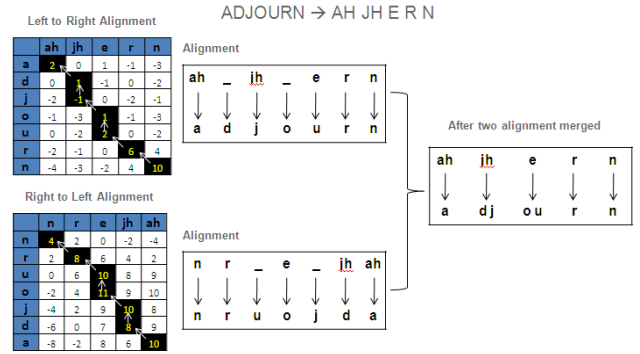 ADJOURN → AH JH E R N
Left to Right Alignment
ah jh e r n
a 2 0 1 -1 -3
d 0 1 -1 0 -2
j -2 -1 0 -2 -1
o -1 -3 1 -1 -3
u 0 -2 2 0 -2
r -2 -1 0 6 4
n -4 -3 -2 4 10
Alignment
ah _ jh _ e r n
a d j o u r n
Right to Left Alignment
n r e jh ah
n 4 2 0 -2 -4
r 2 8 6 4 2
u 0 6 10 8 9
o -2 4 11 9 10
j -4 2 9 10 8
d -6 0 7 8 9
a -8 -2 8 6 10
Alignment
n r _ e _ jh ah
n r u o j d a
After two alignment merged
ah jh e r n
a dj ou r n